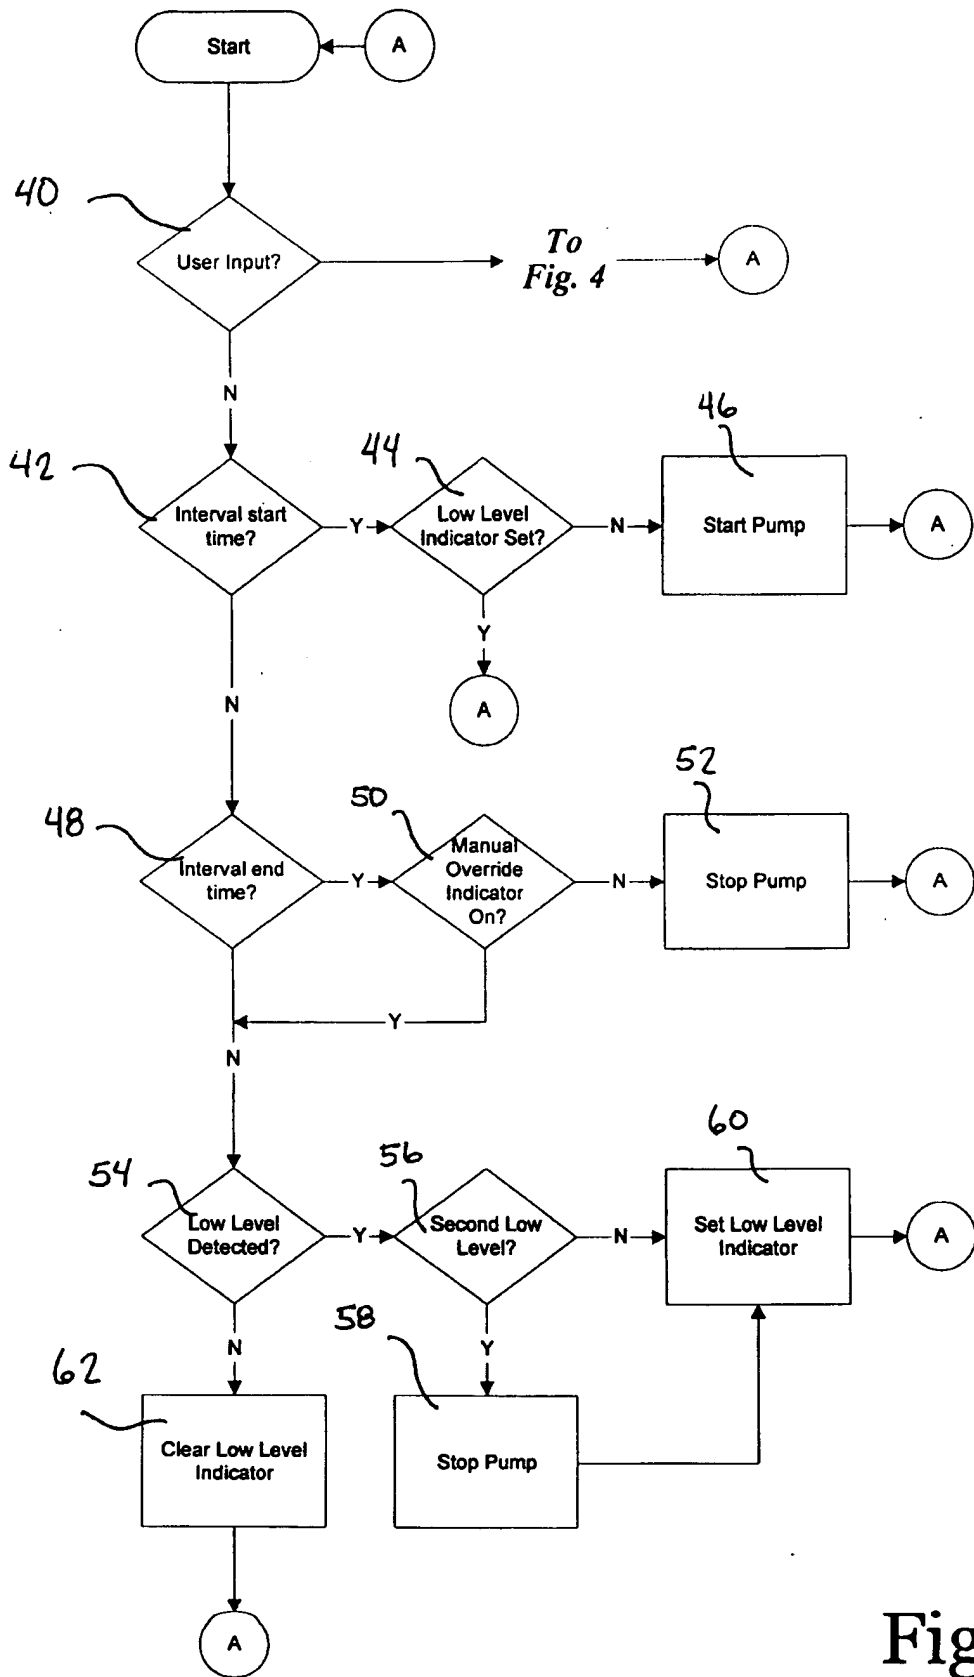 Start
A
40
User Input?
To
Fig. 4
A
N
42
Interval start
time?
Y
44
Low Level
Indicator Set?
N
46
Start Pump
A
Y
A
N
48
Interval end
time?
Y
50
Manual
Override
Indicator
On?
N
52
Stop Pump
A
Y
N
54
Low Level
Detected?
Y
56
Second Low
Level?
N
60
Set Low Level
Indicator
A
N
Y
62
Clear Low Level
Indicator
58
Stop Pump
A
Fig